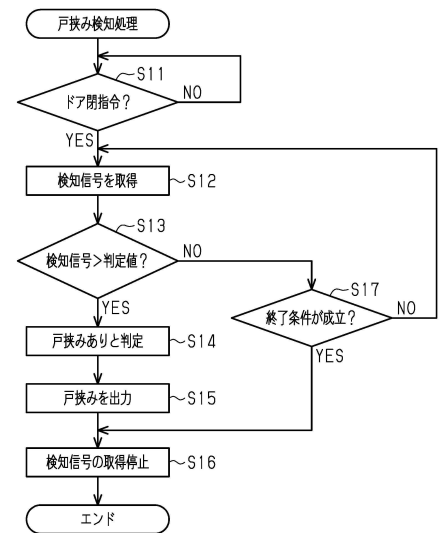 戸挟み検知処理
S11
ドア閉指令？
NO
YES
検知信号を取得
S12
S13
検知信号＞判定値？
NO
YES
S17
終了条件が成立？
NO
YES
戸挟みありと判定
S14
戸挟みを出力
S15
検知信号の取得停止
S16
エンド